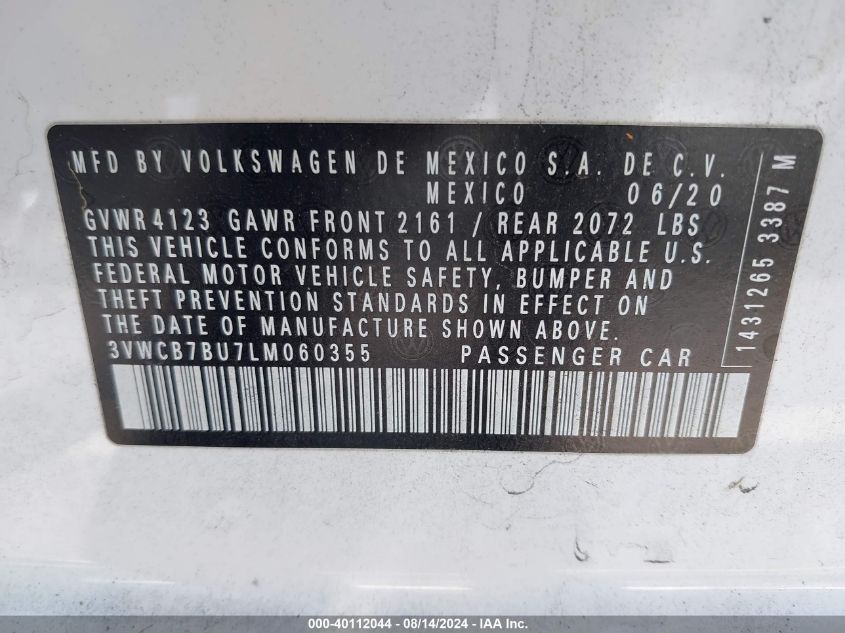 MFD BY VOLKSWAGEN DE MEXICO S.A. DE C.V.
MEXICO 06/20
GVWR 4123 GAWR FRONT 2161 / REAR 2072 LBS
THIS VEHICLE CONFORMS TO ALL APPLICABLE U.S.
FEDERAL MOTOR VEHICLE SAFETY, BUMPER AND
THEFT PREVENTION STANDARDS IN EFFECT ON
THE DATE OF MANUFACTURE SHOWN ABOVE.
3VWCB7BU7LM060355 PASSENGER CAR
1431265 3387 M
000-40112044 - 08/14/2024 - IAA Inc.